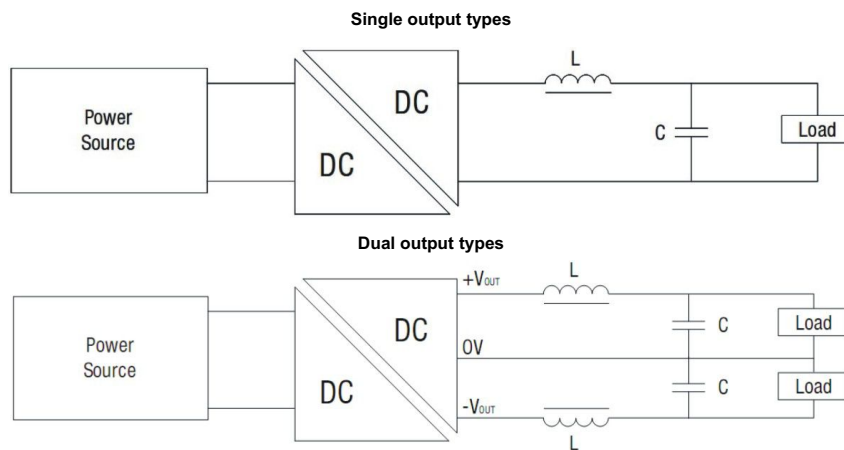 Single output types
Power
Source
DC
DC
L
C
Load
Dual output types
Power
Source
DC
DC
+VOUT
0V
-VOUT
L
C
Load
C
Load
L